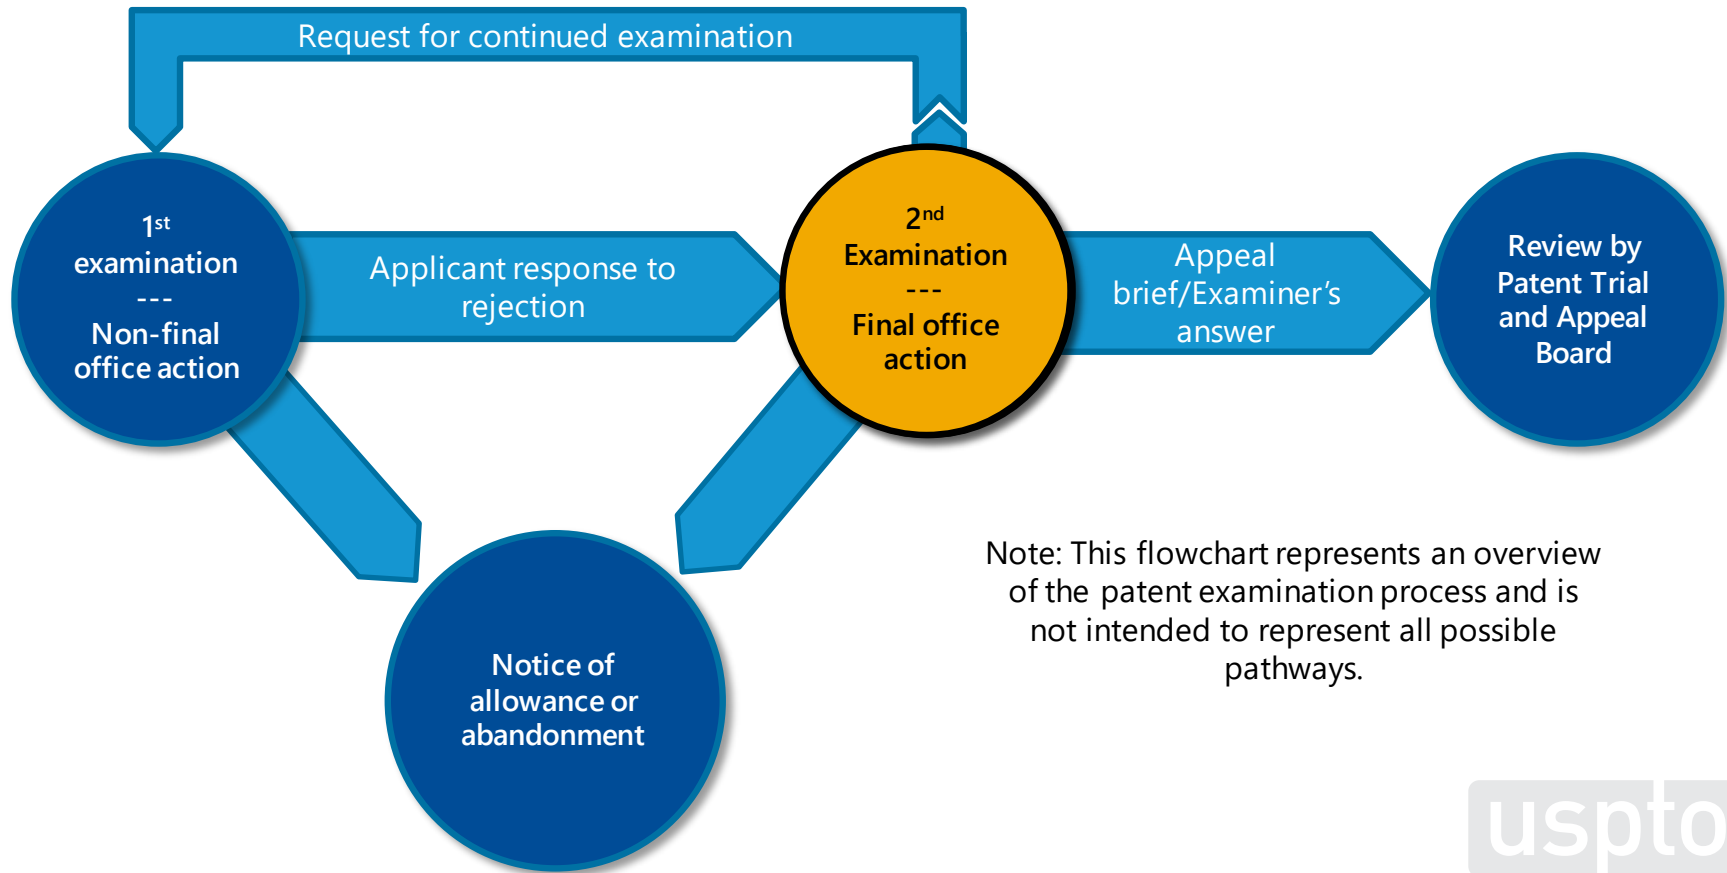 Request for continued examination
1st
examination
---
Non-final
office action
Applicant response to
rejection
2nd
Examination
---
Final office
action
Appeal
brief/Examiner’s
answer
Review by
Patent Trial
and Appeal
Board
Notice of
allowance or
abandonment
Note: This flowchart represents an overview
of the patent examination process and is
not intended to represent all possible
pathways.
uspto